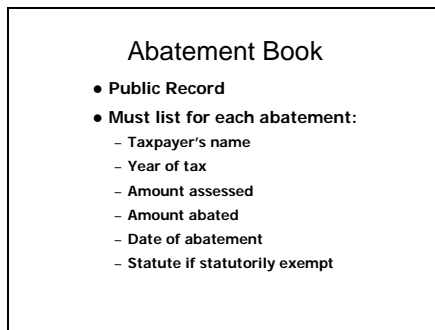 Abatement Book
● Public Record
● Must list for each abatement:
– Taxpayer's name
– Year of tax
– Amount assessed
– Amount abated
– Date of abatement
– Statute if statutorily exempt